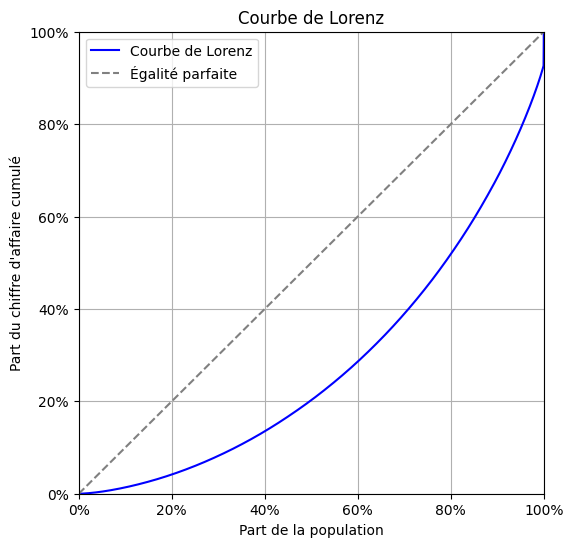 Courbe de Lorenz
100%
80%
60%
40%
20%
0%
Part du chiffre d'affaire cumulé
Courbe de Lorenz
Égalité parfaite
0%
20%
40%
60%
80%
100%
Part de la population